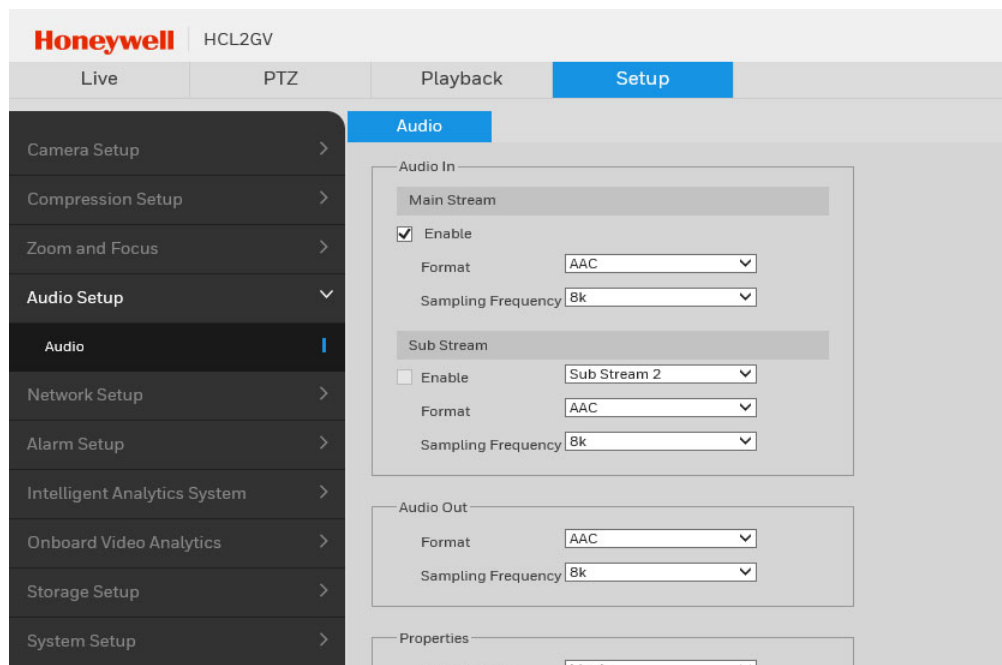 Honeywell HCL2GV
Live PTZ Playback Setup
Camera Setup
Compression Setup
Zoom and Focus
Audio Setup
Audio
Network Setup
Alarm Setup
Intelligent Analytics System
Onboard Video Analytics
Storage Setup
System Setup
Audio
Audio In
Main Stream
Enable
Format AAC
Sampling Frequency 8k
Sub Stream
Enable Sub Stream 2
Format AAC
Sampling Frequency 8k
Audio Out
Format AAC
Sampling Frequency 8k
Properties